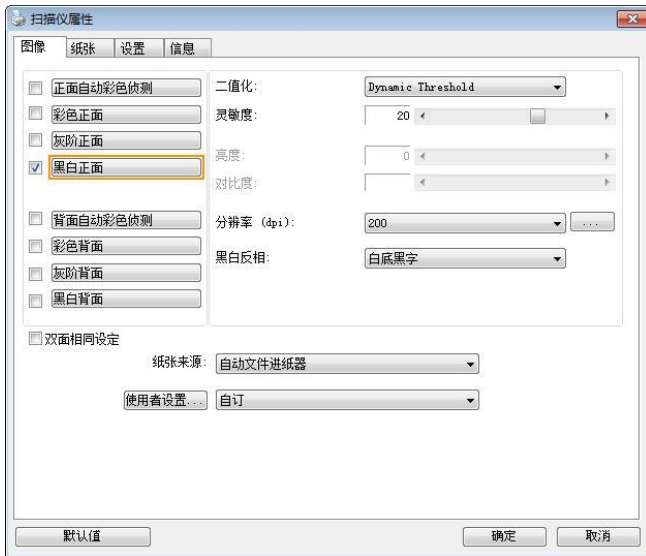 扫描仪属性
图像 纸张 设置 信息
正面自动彩色侦测
彩色正面
灰阶正面
黑白正面
背面自动彩色侦测
彩色背面
灰阶背面
黑白背面
二值化: Dynamic Threshold
灵敏度: 20
亮度: 0
对比度:
分辨率 (dpi): 200 ...
黑白反相: 白底黑字
双面相同设定
纸张来源: 自动文件进纸器
使用者设置... 自订
默认值 确定 取消